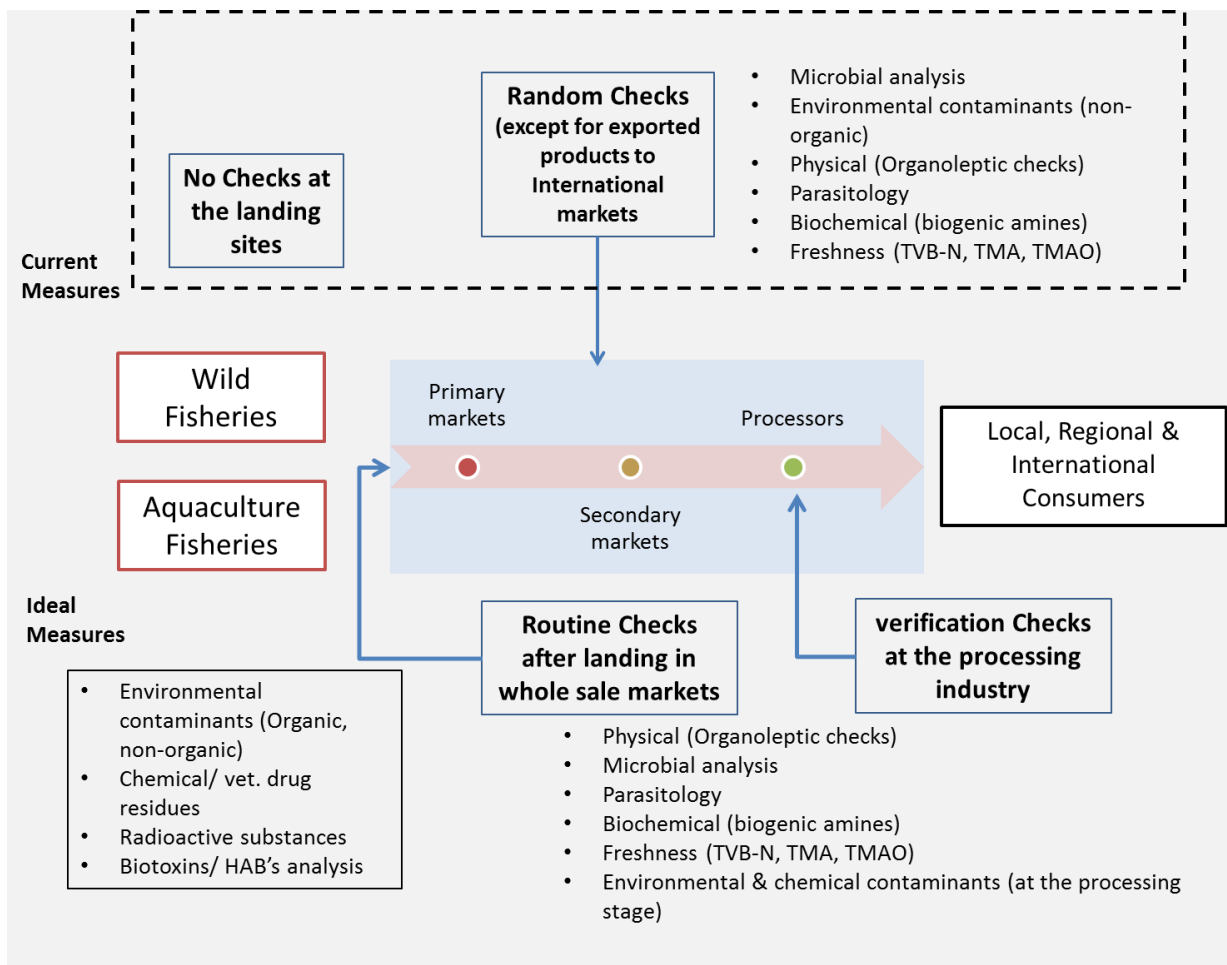 Random Checks
(except for exported
products to
International
markets
• Microbial analysis
• Environmental contaminants (non-
organic)
• Physical (Organoleptic checks)
• Parasitology
• Biochemical (biogenic amines)
• Freshness (TVB-N, TMA, TMAO)
No Checks at
the landing
sites
Current
Measures
Wild
Fisheries
Aquaculture
Fisheries
Primary
markets
Processors
Secondary
markets
Local, Regional &
International
Consumers
Ideal
Measures
Routine Checks
after landing in
whole sale markets
verification Checks
at the processing
industry
• Environmental
contaminants (Organic,
non-organic)
• Chemical/ vet. drug
residues
• Radioactive substances
• Biotoxins/ HAB’s analysis
• Physical (Organoleptic checks)
• Microbial analysis
• Parasitology
• Biochemical (biogenic amines)
• Freshness (TVB-N, TMA, TMAO)
• Environmental & chemical contaminants (at the processing
stage)